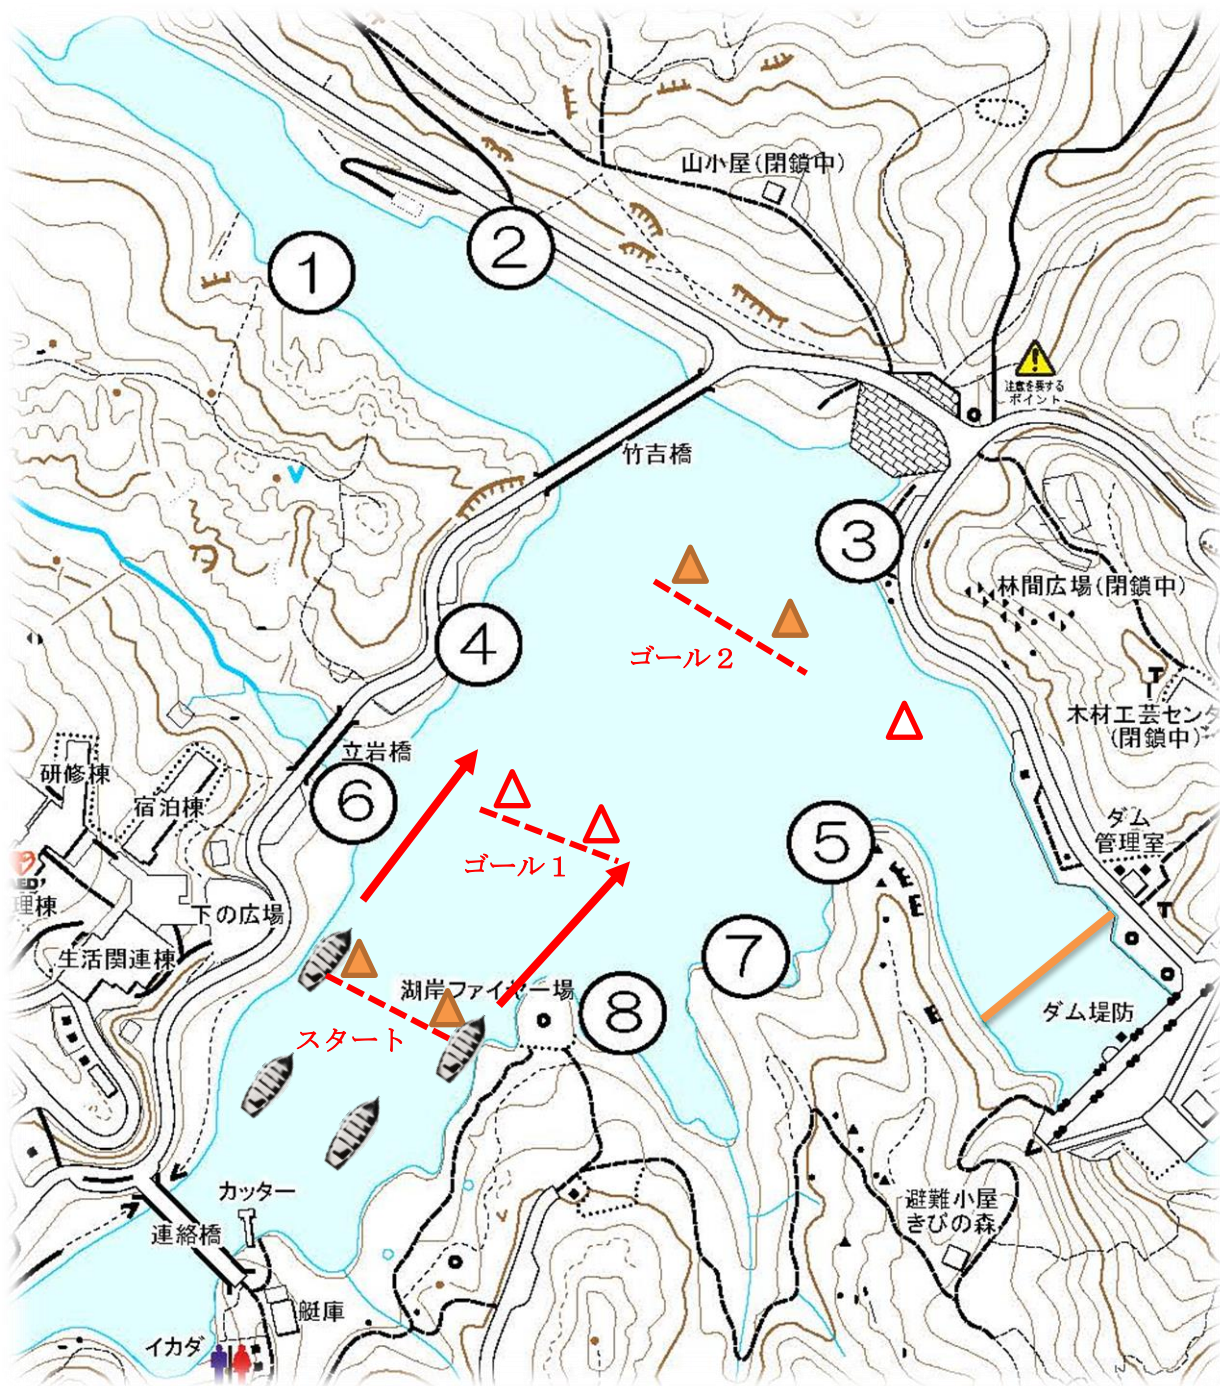 山小屋(閉鎖中)
②
①
注意を要する
ポイント
竹吉橋
③
林間広場(閉鎖中)
④
ゴール2
木材工芸センタ
(閉鎖中)
立岩橋
研修棟
宿泊棟
⑥
ゴール1
⑤
ダム
管理室
AED
理棟
下の広場
生活関連棟
⑦
湖岸ファイヤー場
⑧
スタート
ダム堤防
カッター
連絡橋
避難小屋
きびの森
艇庫
イカダ